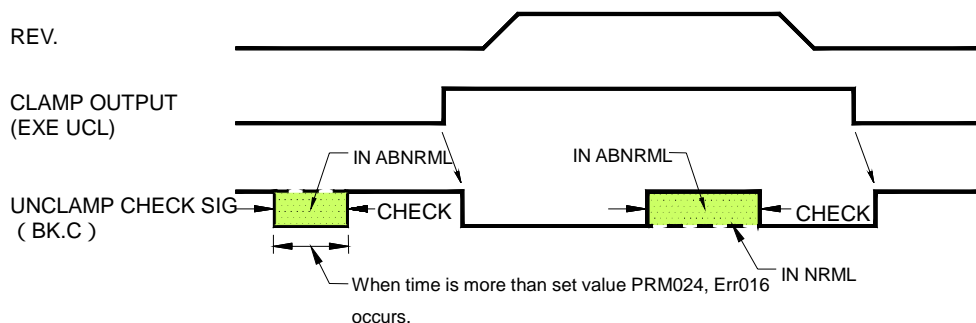 REV.
CLAMP OUTPUT
(EXE UCL)
IN ABNRML
IN ABNRML
UNCLAMP CHECK SIG
( BK.C )
CHECK
CHECK
IN NRML
When time is more than set value PRM024, Err016
occurs.